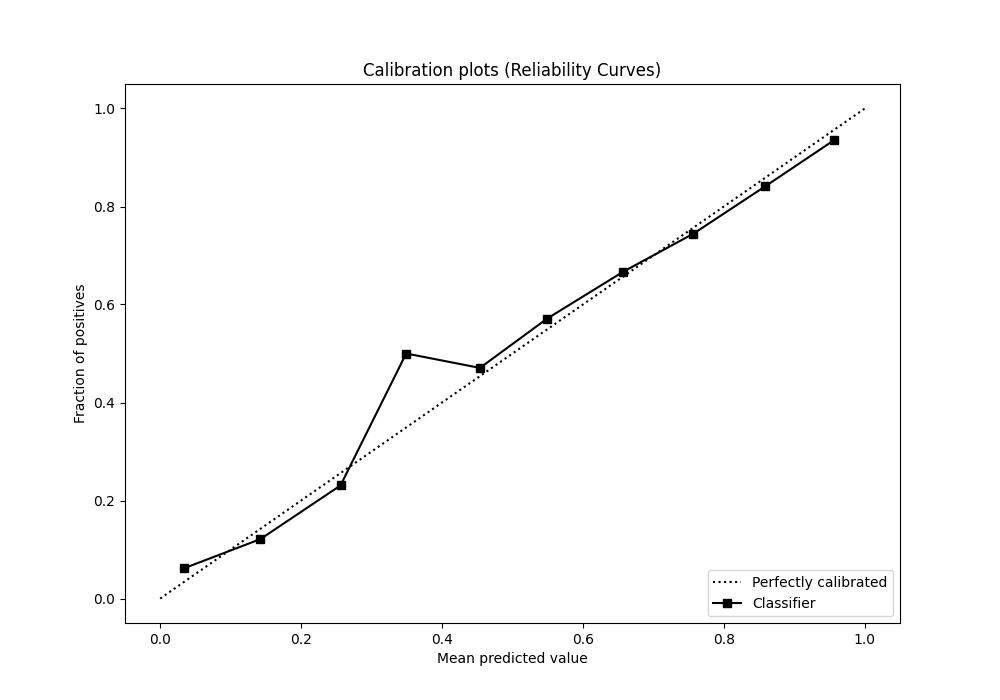 Calibration plots (Reliability Curves)
1.0
0.8
0.6
0.4
0.2
0.0
Fraction of positives
0.0 0.2 0.4 0.6 0.8 1.0
Mean predicted value
Perfectly calibrated
Classifier